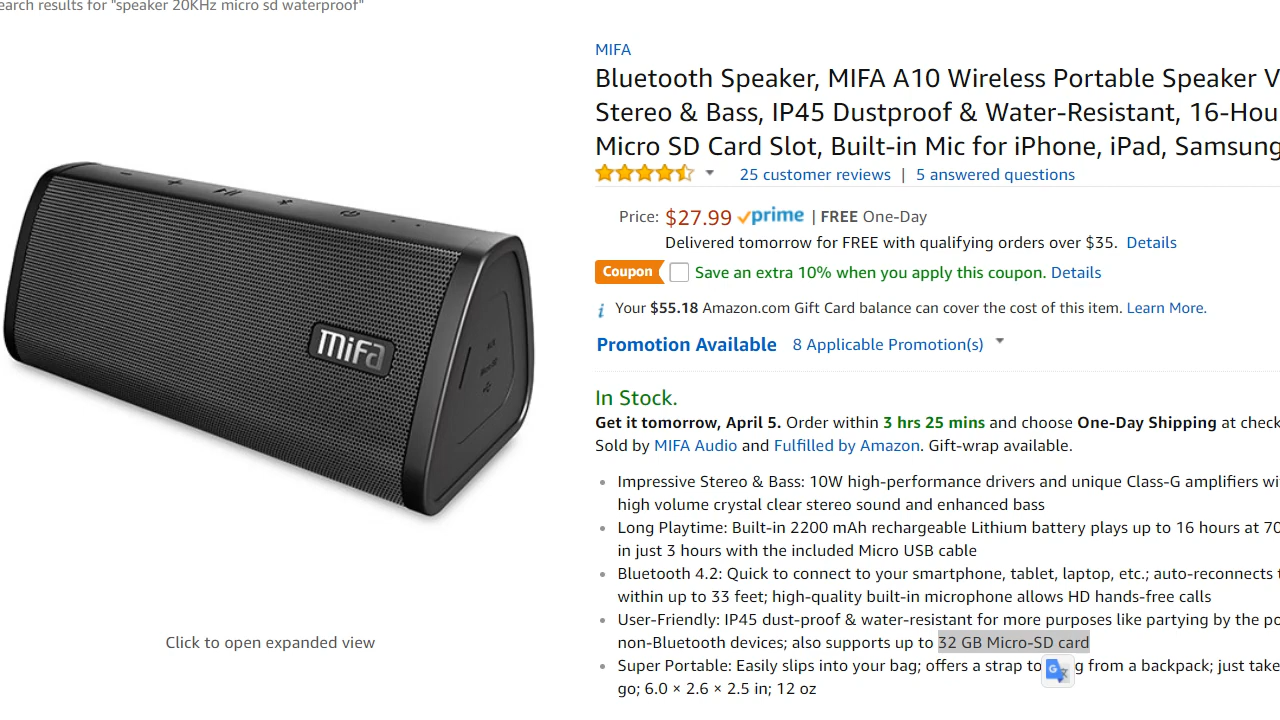 earch results for "speaker 20KHz micro sd waterproof"
MIFA
Bluetooth Speaker, MIFA A10 Wireless Portable Speaker V
Stereo & Bass, IP45 Dustproof & Water-Resistant, 16-Hou
Micro SD Card Slot, Built-in Mic for iPhone, iPad, Samsung
25 customer reviews | 5 answered questions
Price: $27.99 prime | FREE One-Day
Delivered tomorrow for FREE with qualifying orders over $35. Details
Coupon Save an extra 10% when you apply this coupon. Details
i Your $55.18 Amazon.com Gift Card balance can cover the cost of this item. Learn More.
Promotion Available 8 Applicable Promotion(s)
mifa
In Stock.
Get it tomorrow, April 5. Order within 3 hrs 25 mins and choose One-Day Shipping at check
Sold by MIFA Audio and Fulfilled by Amazon. Gift-wrap available.
• Impressive Stereo & Bass: 10W high-performance drivers and unique Class-G amplifiers wi
high volume crystal clear stereo sound and enhanced bass
• Long Playtime: Built-in 2200 mAh rechargeable Lithium battery plays up to 16 hours at 70
in just 3 hours with the included Micro USB cable
• Bluetooth 4.2: Quick to connect to your smartphone, tablet, laptop, etc.; auto-reconnects t
within up to 33 feet; high-quality built-in microphone allows HD hands-free calls
• User-Friendly: IP45 dust-proof & water-resistant for more purposes like partying by the po
non-Bluetooth devices; also supports up to 32 GB Micro-SD card
• Super Portable: Easily slips into your bag; offers a strap to g from a backpack; just take
go; 6.0 × 2.6 × 2.5 in; 12 oz
Click to open expanded view